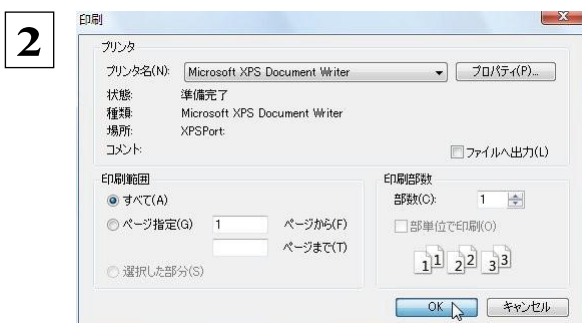 2
印刷
プリンタ
プリンタ名(N): Microsoft XPS Document Writer プロパティ(P)...
状態: 準備完了
種類: Microsoft XPS Document Writer
場所: XPSPort:
コメント: ファイルへ出力(L)
印刷範囲
すべて(A)
ページ指定(G) 1 ページから(F)
ページまで(T)
選択した部分(S)
印刷部数
部数(C): 1
部単位で印刷(O)
1 1 2 2 3 3
OK キャンセル